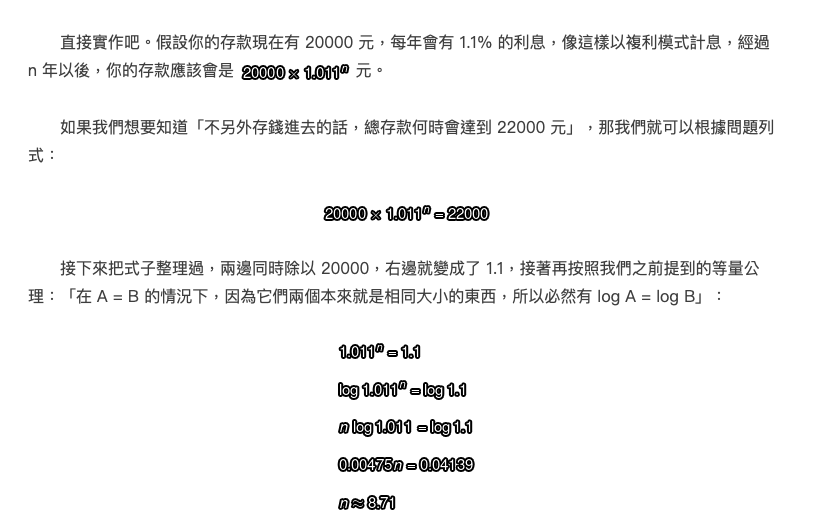 直接實作吧。假設你的存款現在有 20000 元，每年會有 1.1% 的利息，像這樣以複利模式計息，經過
n 年以後，你的存款應該會是 20000 × 1.011ⁿ 元。
如果我們想要知道「不另外存錢進去的話，總存款何時會達到 22000 元」，那我們就可以根據問題列
式：
20000 × 1.011ⁿ = 22000
接下來把式子整理過，兩邊同時除以 20000，右邊就變成了 1.1，接著再按照我們之前提到的等量公
理：「在 A = B 的情況下，因為它們兩個本來就是相同大小的東西，所以必然有 log A = log B」：
1.011ⁿ = 1.1
log 1.011ⁿ = log 1.1
n log 1.011 = log 1.1
0.00475n = 0.04139
n ≈ 8.71